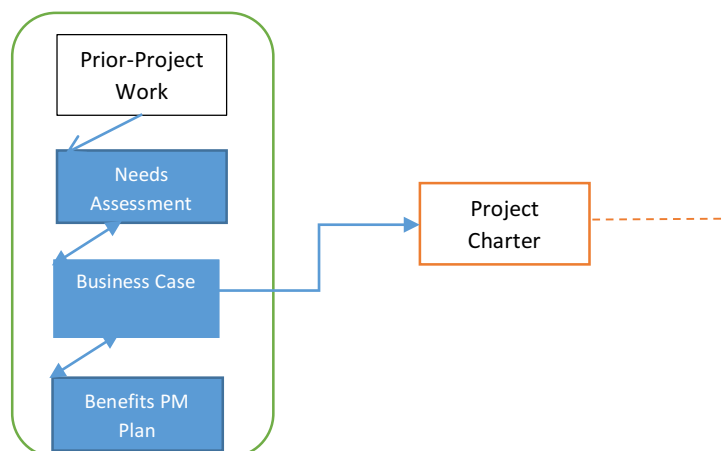 Prior-Project
Work
Needs
Assessment
Project
Charter
Business Case
Benefits PM
Plan